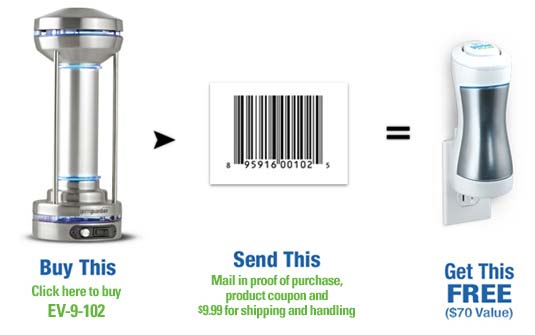 germguardian
8 95916 00102 5
Buy This
Click here to buy
EV-9-102
Send This
Mail in proof of purchase,
product coupon and
$9.99 for shipping and handling
Get This
FREE
($70 Value)